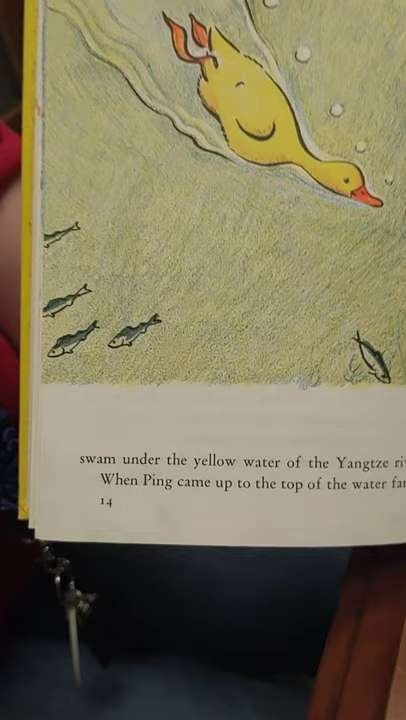 swam under the yellow water of the Yangtze
When Ping came up to the top of the water
14